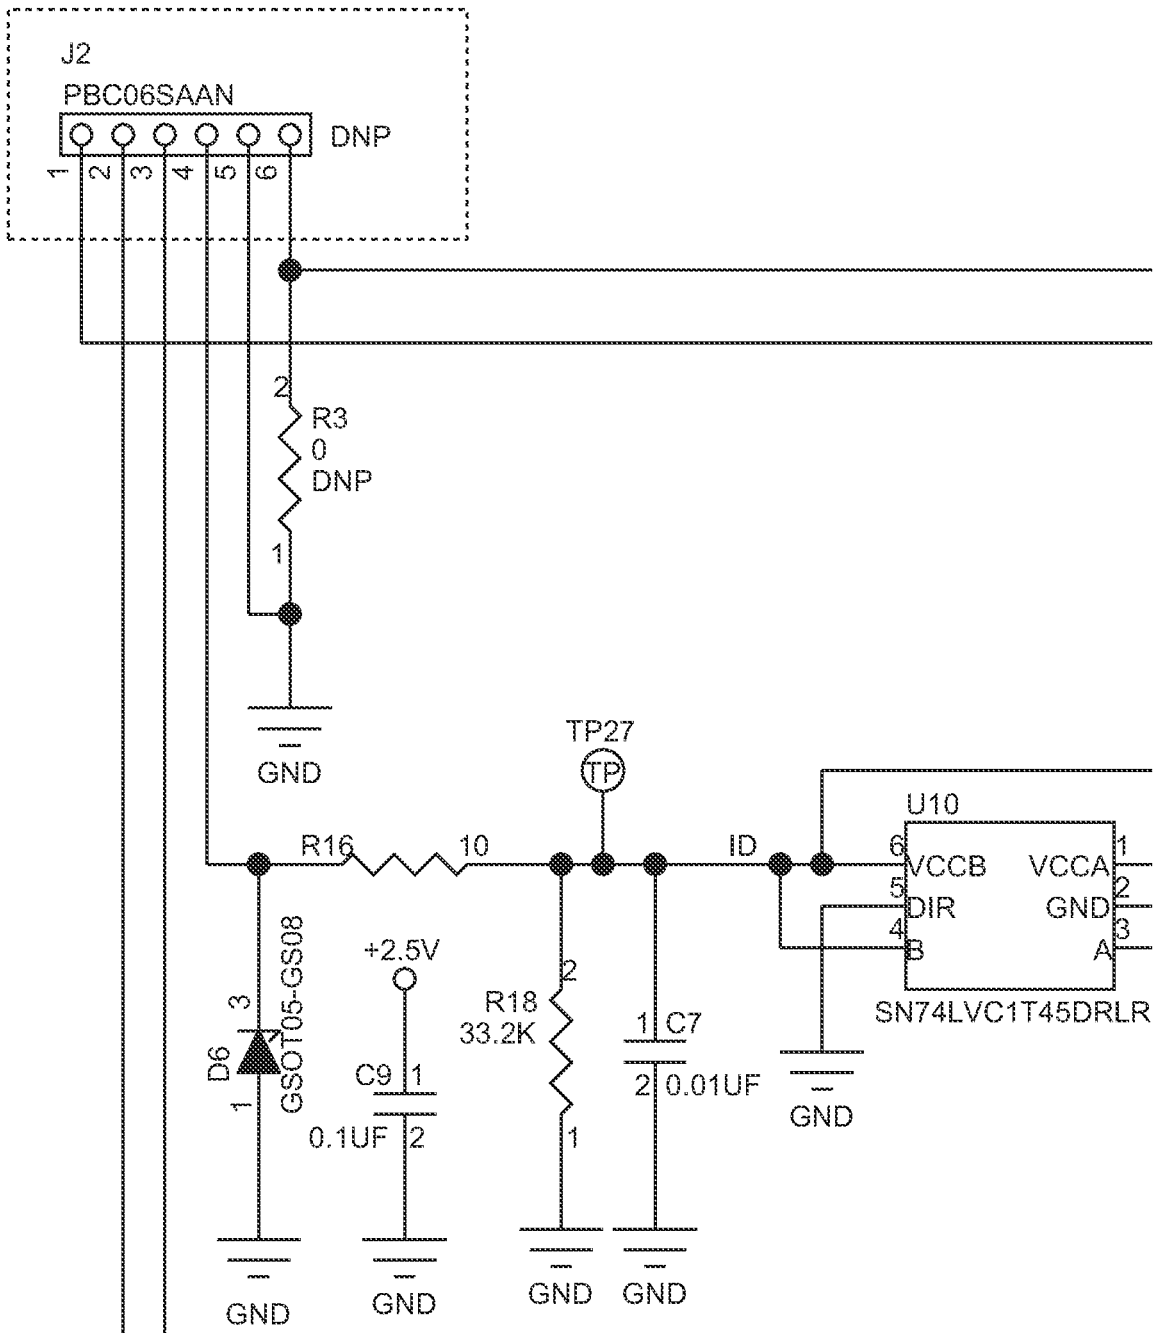 J2
PBC06SAAN
DNP
1 2 3 4 5 6
2
R3
0
DNP
1
GND
TP27
TP
U10
R16 10 ID
6 VCCB VCCA 1
5 DIR GND 2
4 B A 3
SN74LVC1T45DRLR
GND
3
D6
1
GSOT05-GS08
GND
+2.5V
C9 1
0.1UF 2
GND
2
R18
33.2K
1
GND
1 C7
2 0.01UF
GND